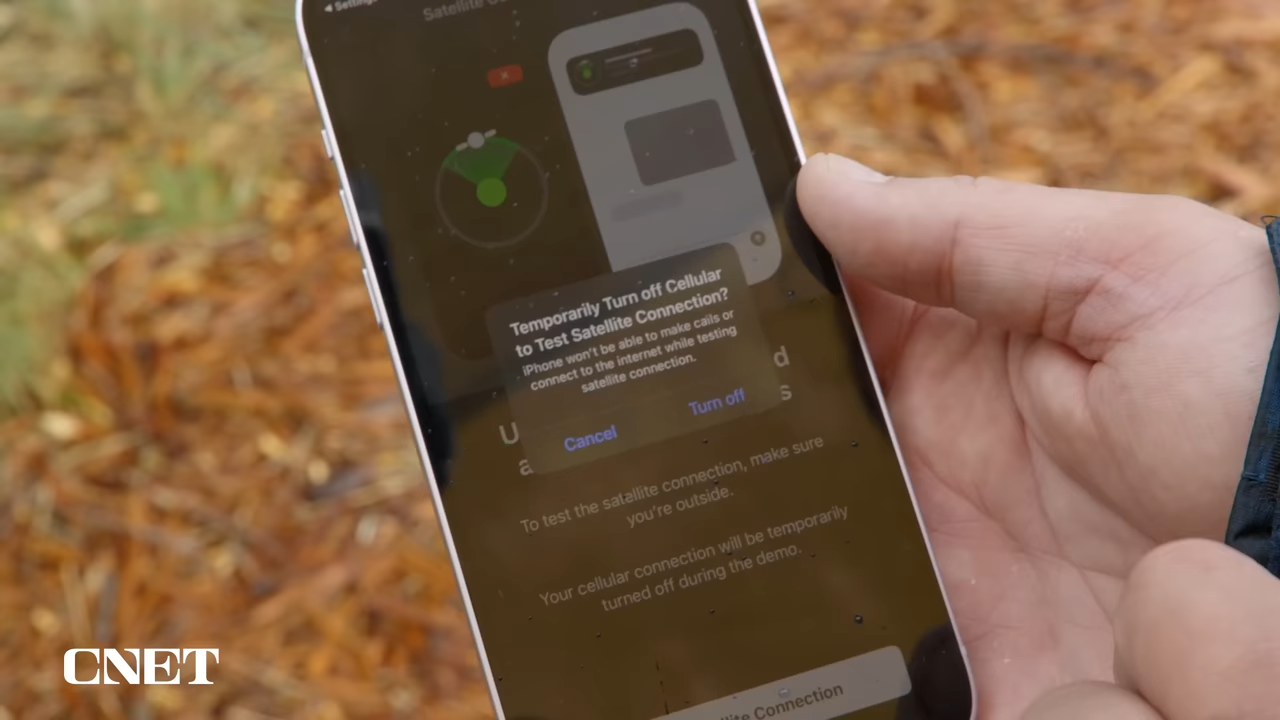 Settings
Satellite
Temporarily Turn off Cellular
to Test Satellite Connection?
iPhone won't be able to make calls or
connect to the internet while testing
satellite connection.
Cancel
Turn off
U
d
a
s
To test the satellite connection, make sure
you're outside.
Your cellular connection will be temporarily
turned off during the demo.
Connection
CNET